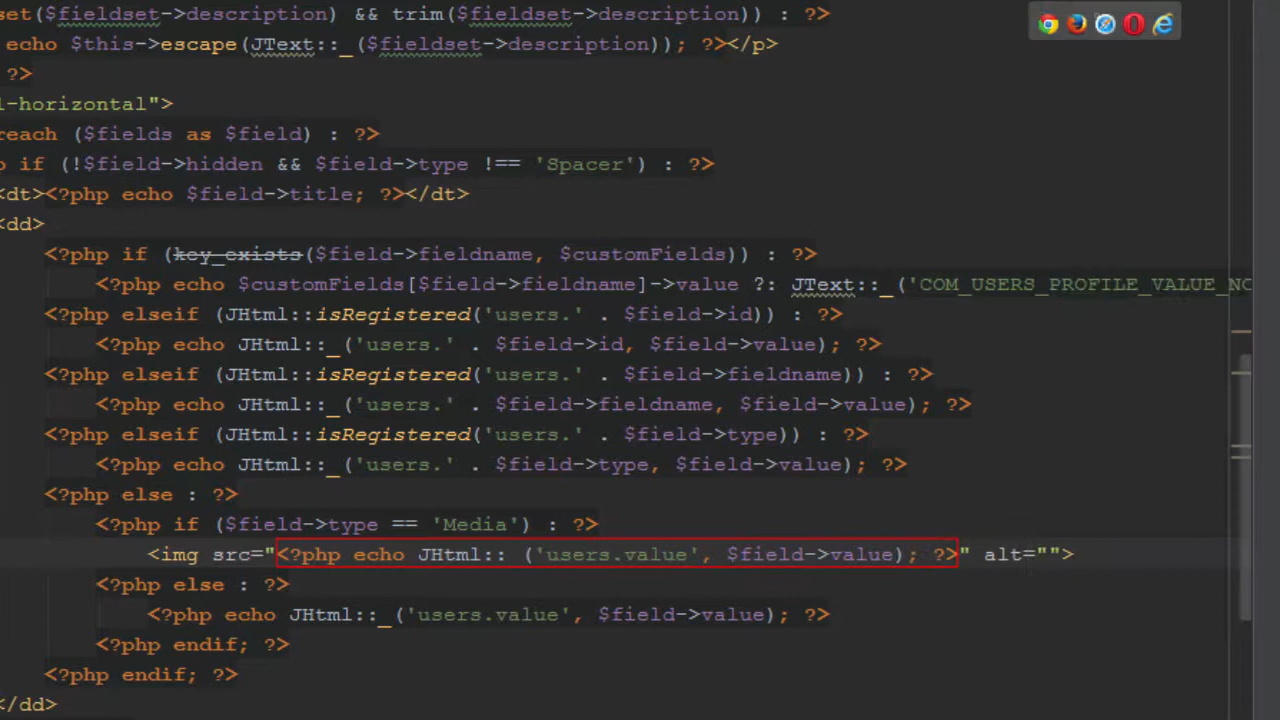 set($fieldset->description) && trim($fieldset->description)) : ?>
echo $this->escape(JText::_($fieldset->description)); ?></p>
?>
l-horizontal">
reach ($fields as $field) : ?>
p if (!$field->hidden && $field->type !== 'Spacer') : ?>
<dt><?php echo $field->title; ?></dt>
<dd>
<?php if (key_exists($field->fieldname, $customFields)) : ?>
<?php echo $customFields[$field->fieldname]->value ?: JText::_('COM_USERS_PROFILE_VALUE_NO
<?php elseif (JHtml::isRegistered('users.' . $field->id)) : ?>
<?php echo JHtml::_('users.' . $field->id, $field->value); ?>
<?php elseif (JHtml::isRegistered('users.' . $field->fieldname)) : ?>
<?php echo JHtml::_('users.' . $field->fieldname, $field->value); ?>
<?php elseif (JHtml::isRegistered('users.' . $field->type)) : ?>
<?php echo JHtml::_('users.' . $field->type, $field->value); ?>
<?php else : ?>
<?php if ($field->type == 'Media') : ?>
<img src="<?php echo JHtml:: ('users.value', $field->value); ?>" alt="">
<?php else : ?>
<?php echo JHtml::_('users.value', $field->value); ?>
<?php endif; ?>
<?php endif; ?>
</dd>